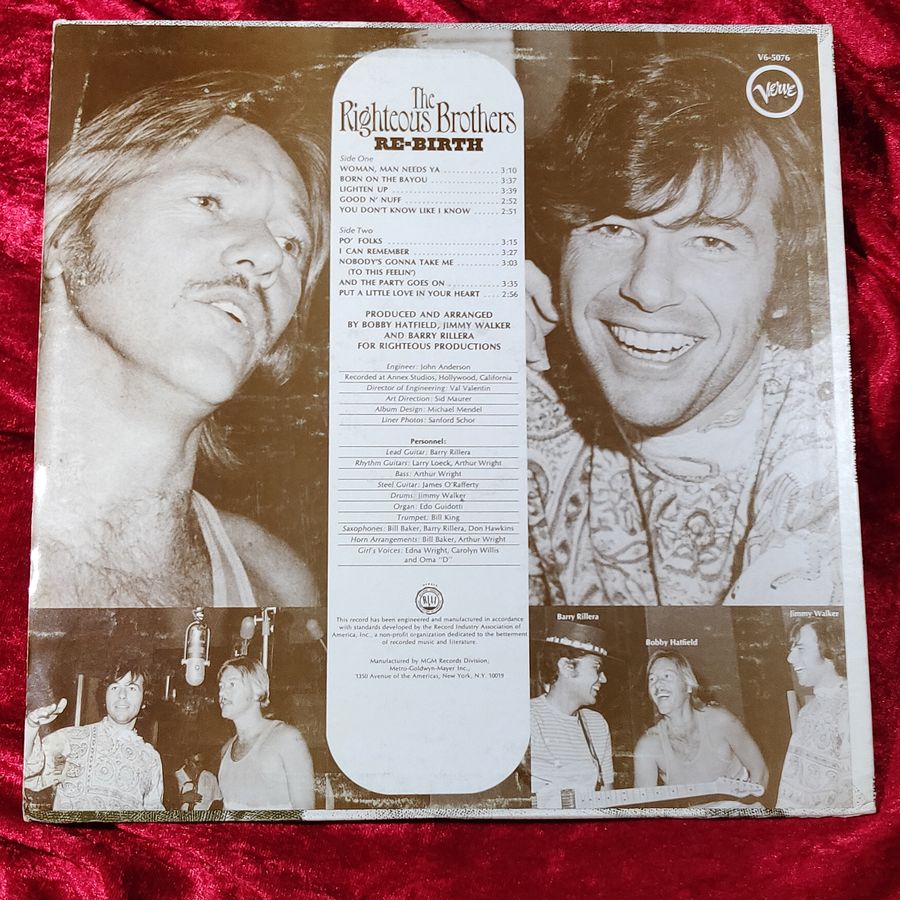 V6-5076
Verve
The
Righteous Brothers
RE-BIRTH
Side One
WOMAN, MAN NEEDS YA ............ 3:10
BORN ON THE BAYOU ............ 3:37
LIGHTEN UP ............ 3:39
GOOD N' NUFF ............ 2:52
YOU DON'T KNOW LIKE I KNOW ..... 2:51
Side Two
PO' FOLKS ............ 3:15
I CAN REMEMBER ............ 3:27
NOBODY'S GONNA TAKE ME ............ 3:03
(TO THIS FEELIN')
AND THE PARTY GOES ON ............ 3:35
PUT A LITTLE LOVE IN YOUR HEART .... 2:56
PRODUCED AND ARRANGED
BY BOBBY HATFIELD, JIMMY WALKER
AND BARRY RILLERA
FOR RIGHTEOUS PRODUCTIONS
Engineer: John Anderson
Recorded at Annex Studios, Hollywood, California
Director of Engineering: Val Valentin
Art Direction: Sid Maurer
Album Design: Michael Mendel
Liner Photos: Sanford Schor
Personnel:
Lead Guitar: Barry Rillera
Rhythm Guitars: Larry Loeck, Arthur Wright
Bass: Arthur Wright
Steel Guitar: James O'Rafferty
Drums: Jimmy Walker
Organ: Edo Guidotti
Trumpet: Bill King
Saxophones: Bill Baker, Barry Rillera, Don Hawkins
Horn Arrangements: Bill Baker, Arthur Wright
Girl's Voices: Edna Wright, Carolyn Willis
and Oma "D"
This record has been engineered and manufactured in accordance
with standards developed by the Record Industry Association of
America, Inc., a non-profit organization dedicated to the betterment
of recorded music and literature.
Manufactured by MGM Records Division,
Metro-Goldwyn-Mayer Inc.,
1350 Avenue of the Americas, New York, N.Y. 10019
Barry Rillera
Bobby Hatfield
Jimmy Walker